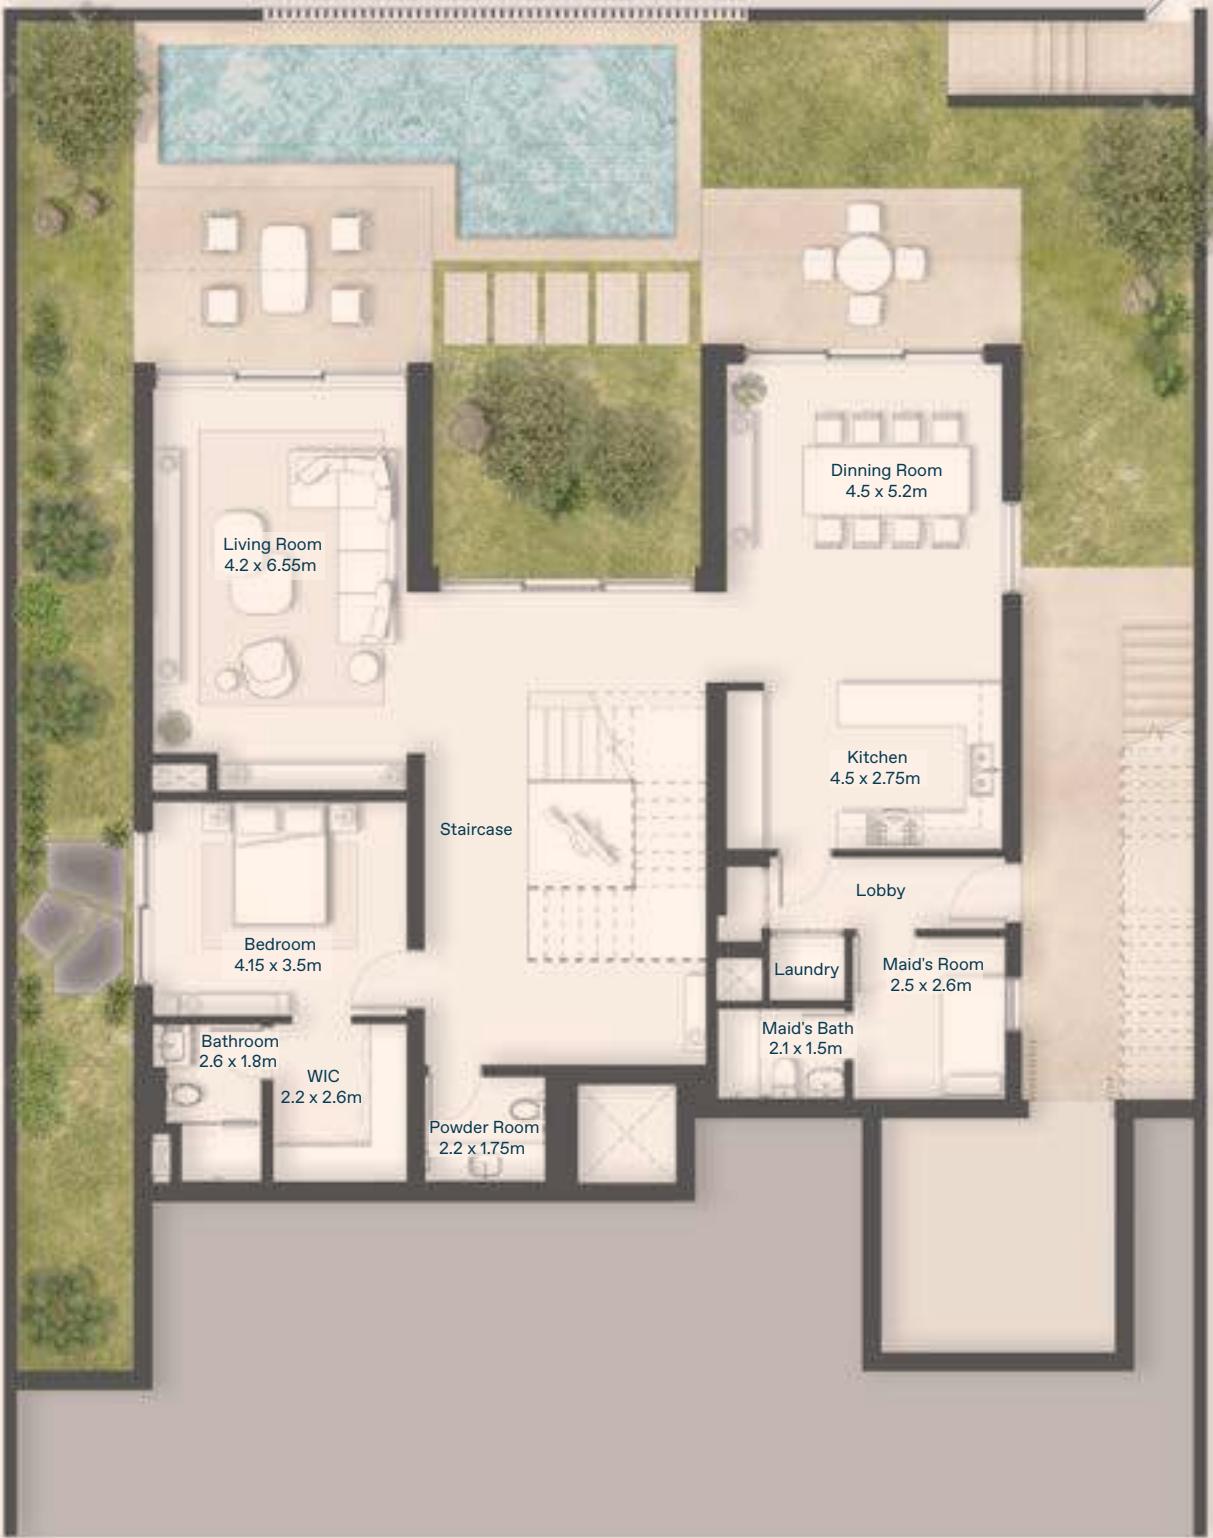 Dinning Room
4.5 x 5.2m
Living Room
4.2 x 6.55m
Kitchen
4.5 x 2.75m
Staircase
Lobby
Bedroom
4.15 x 3.5m
Laundry
Maid's Room
2.5 x 2.6m
Maid's Bath
2.1 x 1.5m
Bathroom
2.6 x 1.8m
WIC
2.2 x 2.6m
Powder Room
2.2 x 1.75m